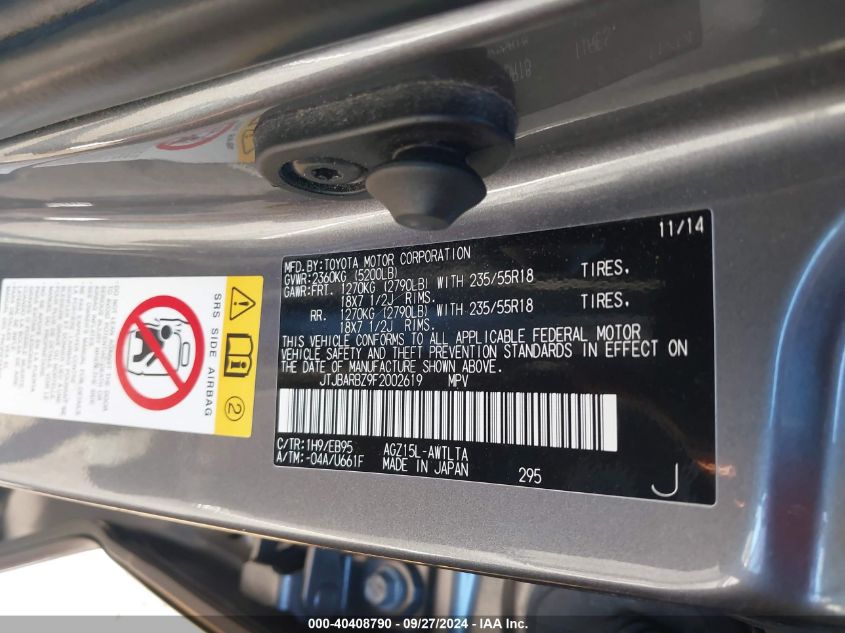 11/14
MFD.BY:TOYOTA MOTOR CORPORATION
GVWR:2360KG (5200LB)
GAWR:FRT. 1270KG (2790LB) WITH 235/55R18 TIRES.
18X7 1/2J RIMS.
RR. 1270KG (2790LB) WITH 235/55R18 TIRES.
18X7 1/2J RIMS.
THIS VEHICLE CONFORMS TO ALL APPLICABLE FEDERAL MOTOR
VEHICLE SAFETY AND THEFT PREVENTION STANDARDS IN EFFECT ON
THE DATE OF MANUFACTURE SHOWN ABOVE.
JTJBARBZ9F2002619 MPV
C/TR:1H9/EB95 AGZ15L-AWTLTA
A/TM:-04A/U661F MADE IN JAPAN 295
J
SRS SIDE AIRBAG
2
000-40408790 - 09/27/2024 - IAA Inc.